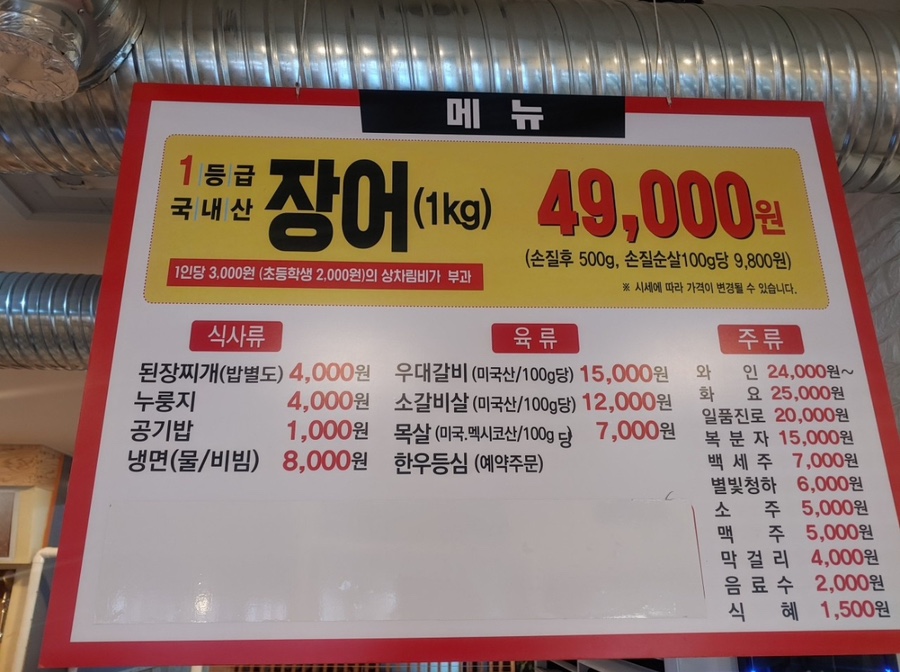 메뉴
1등급
국내산
장어(1kg)
49,000원
(손질후 500g, 손질순살100g당 9,800원)
1인당 3,000원 (초등학생 2,000원)의 상차림비가 부과
※ 시세에 따라 가격이 변경될 수 있습니다.
식사류
된장찌개(밥별도) 4,000원
누룽지 4,000원
공기밥 1,000원
냉면(물/비빔) 8,000원
육류
우대갈비 (미국산/100g당) 15,000원
소갈비살 (미국산/100g당) 12,000원
목살 (미국.멕시코산/100g 당) 7,000원
한우등심 (예약주문)
주류
와인 24,000원~
화요 25,000원
일품진로 20,000원
복분자 15,000원
백세주 7,000원
별빛청하 6,000원
소주 5,000원
맥주 5,000원
막걸리 4,000원
음료수 2,000원
식혜 1,500원